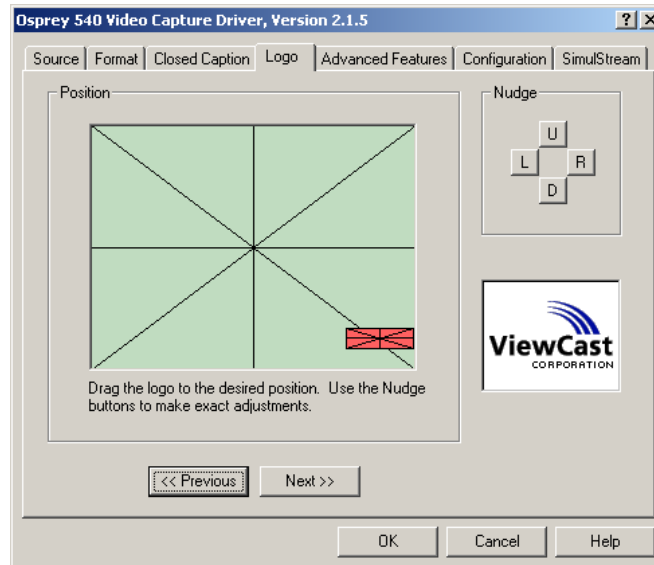 Osprey 540 Video Capture Driver, Version 2.1.5
? X
Source Format Closed Caption Logo Advanced Features Configuration SimulStream
Position
Nudge
U
L R
D
ViewCast
CORPORATION
Drag the logo to the desired position. Use the Nudge
buttons to make exact adjustments.
<< Previous Next >>
OK Cancel Help